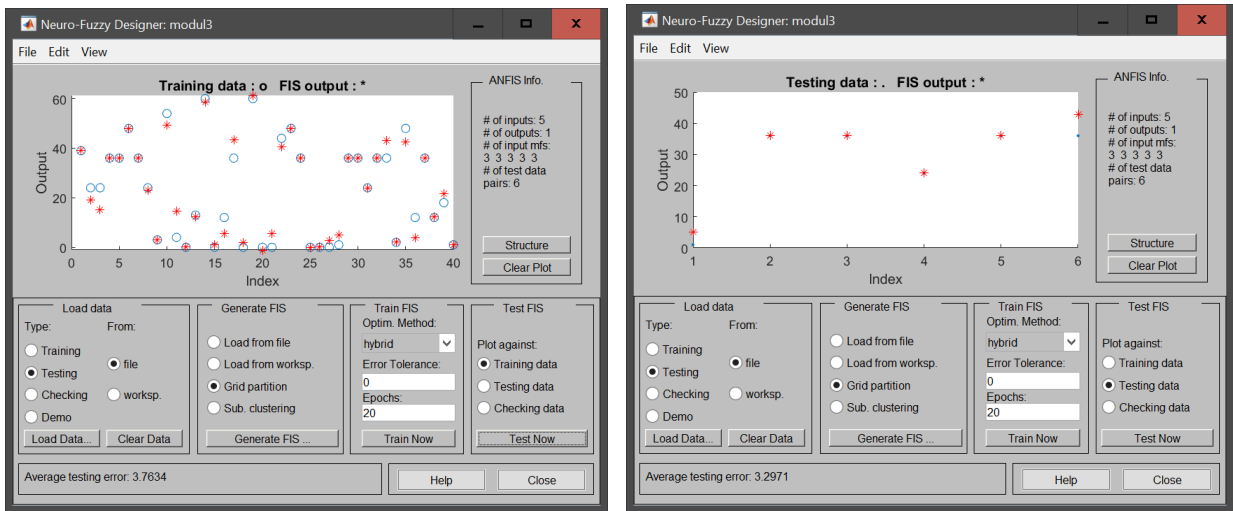 Neuro-Fuzzy Designer: modul3
File Edit View
Training data : o FIS output : *
60
40
20
0
Output
0 5 10 15 20 25 30 35 40
Index
ANFIS Info.
# of inputs: 5
# of outputs: 1
# of input mfs:
3 3 3 3 3
# of test data
pairs: 6
Structure
Clear Plot
Load data
Type: From:
Training
Testing
Checking
Demo
file
worksp.
Load Data... Clear Data
Generate FIS
Load from file
Load from worksp.
Grid partition
Sub. clustering
Generate FIS ...
Train FIS
Optim. Method:
hybrid
Error Tolerance:
0
Epochs:
20
Train Now
Test FIS
Plot against:
Training data
Testing data
Checking data
Test Now
Average testing error: 3.7634
Help Close
Neuro-Fuzzy Designer: modul3
File Edit View
Testing data : . FIS output : *
50
40
30
20
10
0
Output
1 2 3 4 5 6
Index
ANFIS Info.
# of inputs: 5
# of outputs: 1
# of input mfs:
3 3 3 3 3
# of test data
pairs: 6
Structure
Clear Plot
Load data
Type: From:
Training
Testing
Checking
Demo
file
worksp.
Load Data... Clear Data
Generate FIS
Load from file
Load from worksp.
Grid partition
Sub. clustering
Generate FIS ...
Train FIS
Optim. Method:
hybrid
Error Tolerance:
0
Epochs:
20
Train Now
Test FIS
Plot against:
Training data
Testing data
Checking data
Test Now
Average testing error: 3.2971
Help Close